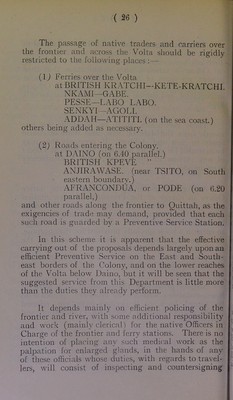 ( 26 )
The passage of native traders and carriers over
the frontier and across the Volta should be rigidly
restricted to the following places :—
(1) Ferries over the Volta
at BRITISH KRATCHI—KETE-KRATCHI.
NKAMI—GABE.
PESSE—LABO LABO.
SENKYI—AGOLI.
ADDAH—ATITITI. (on the sea coast.)
others being added as necessary.
(2) Roads entering the Colony.
at DAINO (on 6.40 parallel.)
BRITISH KPEVE "
ANJIRAWASE. (near TSITO, on South
eastern boundary.)
AFRANCONDUA, or PODE (on 6.20
parallel.)
and other roads along the frontier to Quittah, as the
exigencies of trade may demand, provided that each
such road is guarded by a Preventive Service Station.
In this scheme it is apparent that the effective
carrying out of the proposals depends largely upon an
efficient Preventive Service on the East and South-
east borders of the Colony, and on the lower reaches
of the Volta below Daino, but it will be seen that the
suggested service from this Department is little more
than the duties they already perform.
It depends mainly on efficient policing of the
frontier and river, with some additional responsibility
and work (mainly clerical) for the native Officers in
Charge of the frontier and ferry stations. There is no
intention of placing any such medical work as the
palpation for enlarged glands, in the hands of any
of these officials whose duties, with regards to travel-
lers, will consist of inspecting and countersigning